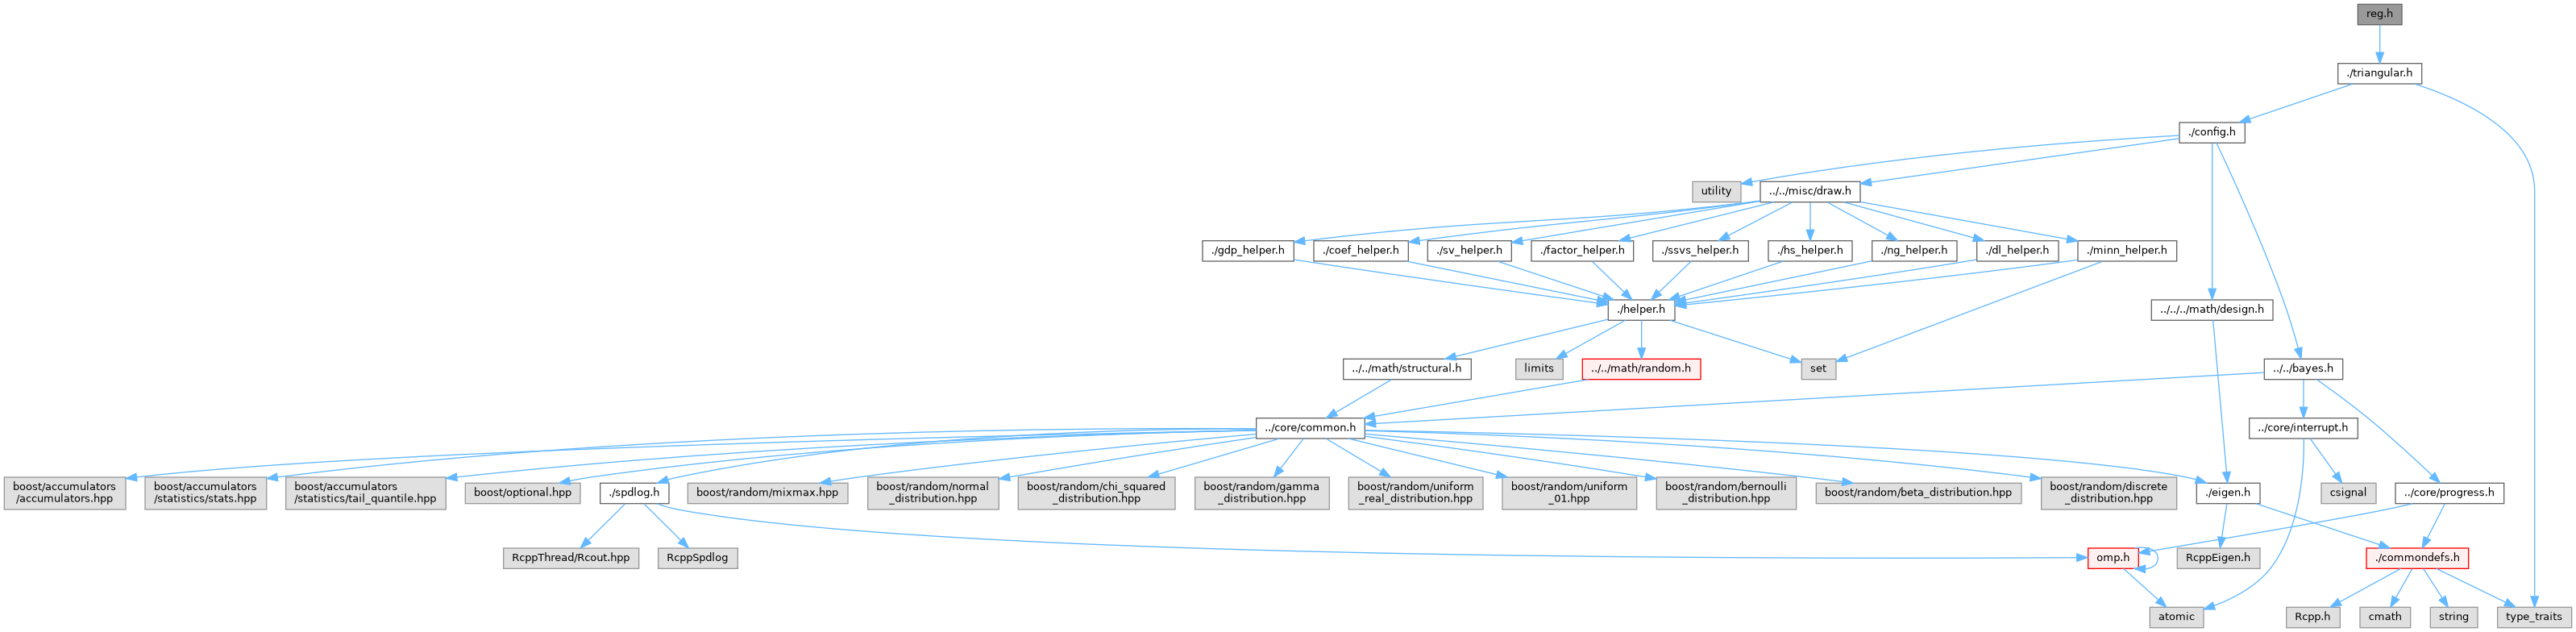 reg.h
./triangular.h
./config.h
utility
../../misc/draw.h
./gdp_helper.h
./coef_helper.h
./sv_helper.h
./factor_helper.h
./ssvs_helper.h
./hs_helper.h
./ng_helper.h
./dl_helper.h
./minn_helper.h
./helper.h
../../../math/design.h
../../math/structural.h
limits
../../math/random.h
set
../../bayes.h
../core/common.h
../core/interrupt.h
boost/accumulators
/accumulators.hpp
boost/accumulators
/statistics/stats.hpp
boost/accumulators
/statistics/tail_quantile.hpp
boost/optional.hpp
./spdlog.h
boost/random/mixmax.hpp
boost/random/normal
_distribution.hpp
boost/random/chi_squared
_distribution.hpp
boost/random/gamma
_distribution.hpp
boost/random/uniform
_real_distribution.hpp
boost/random/uniform
_01.hpp
boost/random/bernoulli
_distribution.hpp
boost/random/beta_distribution.hpp
boost/random/discrete
_distribution.hpp
./eigen.h
csignal
../core/progress.h
RcppThread/Rcout.hpp
RcppSpdlog
omp.h
RcppEigen.h
./commondefs.h
atomic
Rcpp.h
cmath
string
type_traits